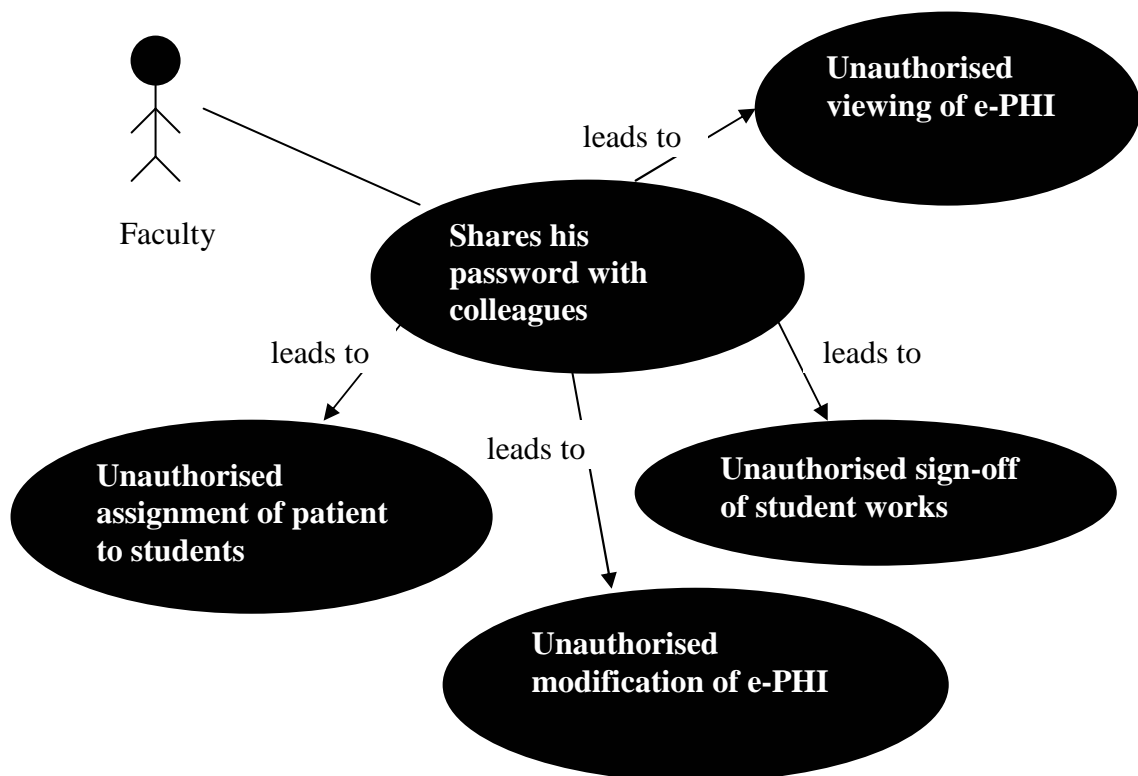 Unauthorised
viewing of e-PHI
leads to
Faculty
Shares his
password with
colleagues
leads to
leads to
leads to
Unauthorised
assignment of patient
to students
Unauthorised sign-off
of student works
Unauthorised
modification of e-PHI